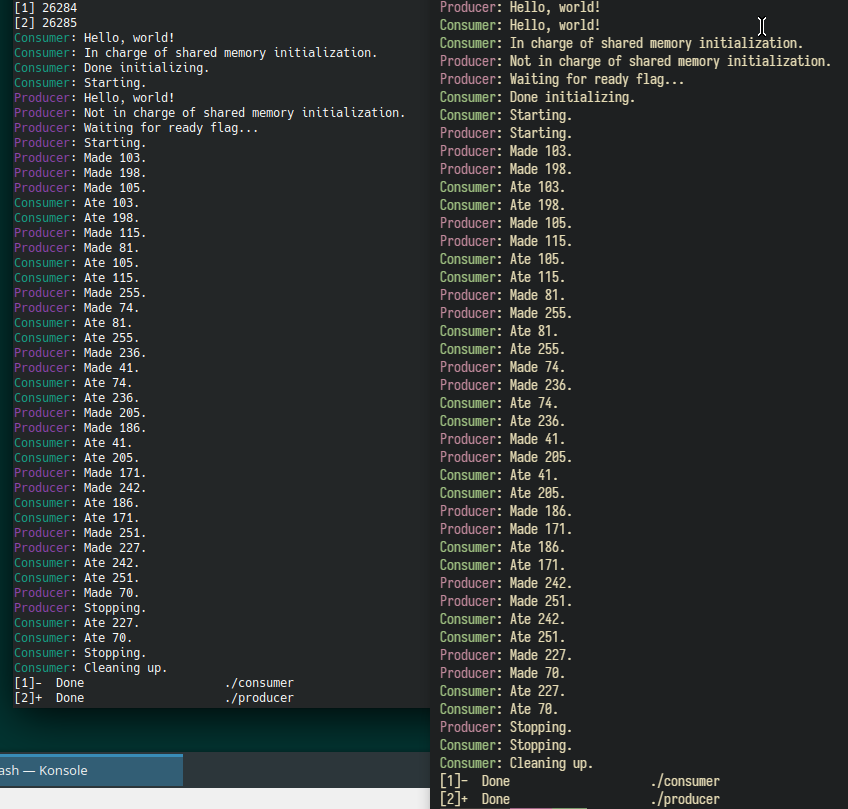 [1] 26284
[2] 26285
Consumer: Hello, world!
Consumer: In charge of shared memory initialization.
Consumer: Done initializing.
Consumer: Starting.
Producer: Hello, world!
Producer: Not in charge of shared memory initialization.
Producer: Waiting for ready flag...
Producer: Starting.
Producer: Made 103.
Producer: Made 198.
Producer: Made 105.
Consumer: Ate 103.
Consumer: Ate 198.
Producer: Made 115.
Producer: Made 81.
Consumer: Ate 105.
Consumer: Ate 115.
Producer: Made 255.
Producer: Made 74.
Consumer: Ate 81.
Consumer: Ate 255.
Producer: Made 236.
Producer: Made 41.
Consumer: Ate 74.
Consumer: Ate 236.
Producer: Made 205.
Producer: Made 186.
Consumer: Ate 41.
Consumer: Ate 205.
Producer: Made 171.
Producer: Made 242.
Consumer: Ate 186.
Consumer: Ate 171.
Producer: Made 251.
Producer: Made 227.
Consumer: Ate 242.
Consumer: Ate 251.
Producer: Made 70.
Producer: Stopping.
Consumer: Ate 227.
Consumer: Ate 70.
Consumer: Stopping.
Consumer: Cleaning up.
[1]- Done ./consumer
[2]+ Done ./producer
ash — Konsole
Producer: Hello, world!
Consumer: Hello, world!
Consumer: In charge of shared memory initialization.
Producer: Not in charge of shared memory initialization.
Producer: Waiting for ready flag...
Consumer: Done initializing.
Consumer: Starting.
Producer: Starting.
Producer: Made 103.
Producer: Made 198.
Consumer: Ate 103.
Consumer: Ate 198.
Producer: Made 105.
Producer: Made 115.
Consumer: Ate 105.
Consumer: Ate 115.
Producer: Made 81.
Producer: Made 255.
Consumer: Ate 81.
Consumer: Ate 255.
Producer: Made 74.
Producer: Made 236.
Consumer: Ate 74.
Consumer: Ate 236.
Producer: Made 41.
Producer: Made 205.
Consumer: Ate 41.
Consumer: Ate 205.
Producer: Made 186.
Producer: Made 171.
Consumer: Ate 186.
Consumer: Ate 171.
Producer: Made 242.
Producer: Made 251.
Consumer: Ate 242.
Consumer: Ate 251.
Producer: Made 227.
Producer: Made 70.
Consumer: Ate 227.
Consumer: Ate 70.
Producer: Stopping.
Consumer: Stopping.
Consumer: Cleaning up.
[1]- Done ./consumer
[2]+ Done ./producer